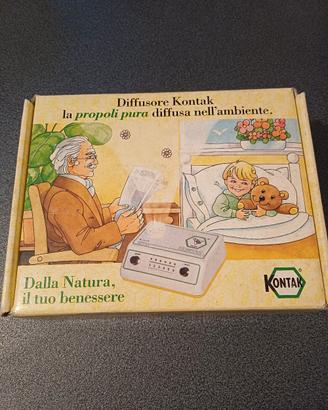 Diffusore Kontak
la propoli pura diffusa nell'ambiente.
Dalla Natura,
il tuo benessere
KONTAK